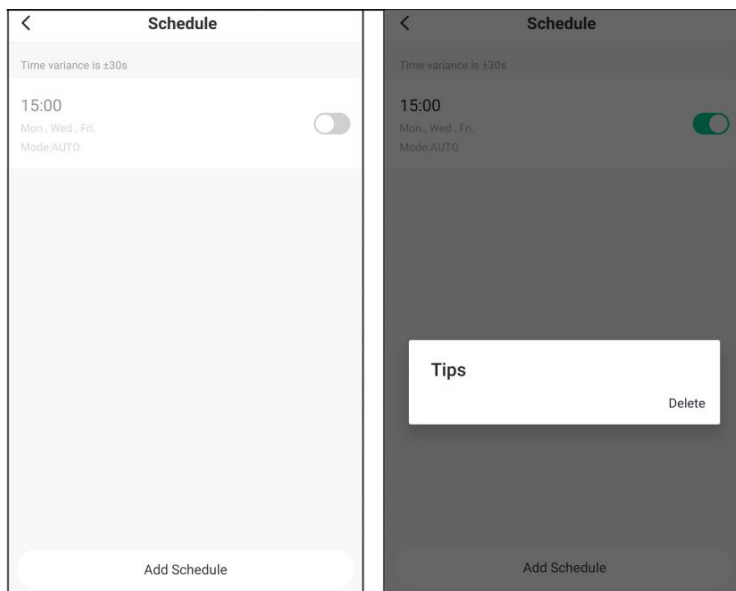 Schedule
Time variance is ±30s
15:00
Mon., Wed., Fri.
Mode:AUTO
Add Schedule
Schedule
Time variance is ±30s
15:00
Mon., Wed., Fri.
Mode:AUTO
Tips
Delete
Add Schedule